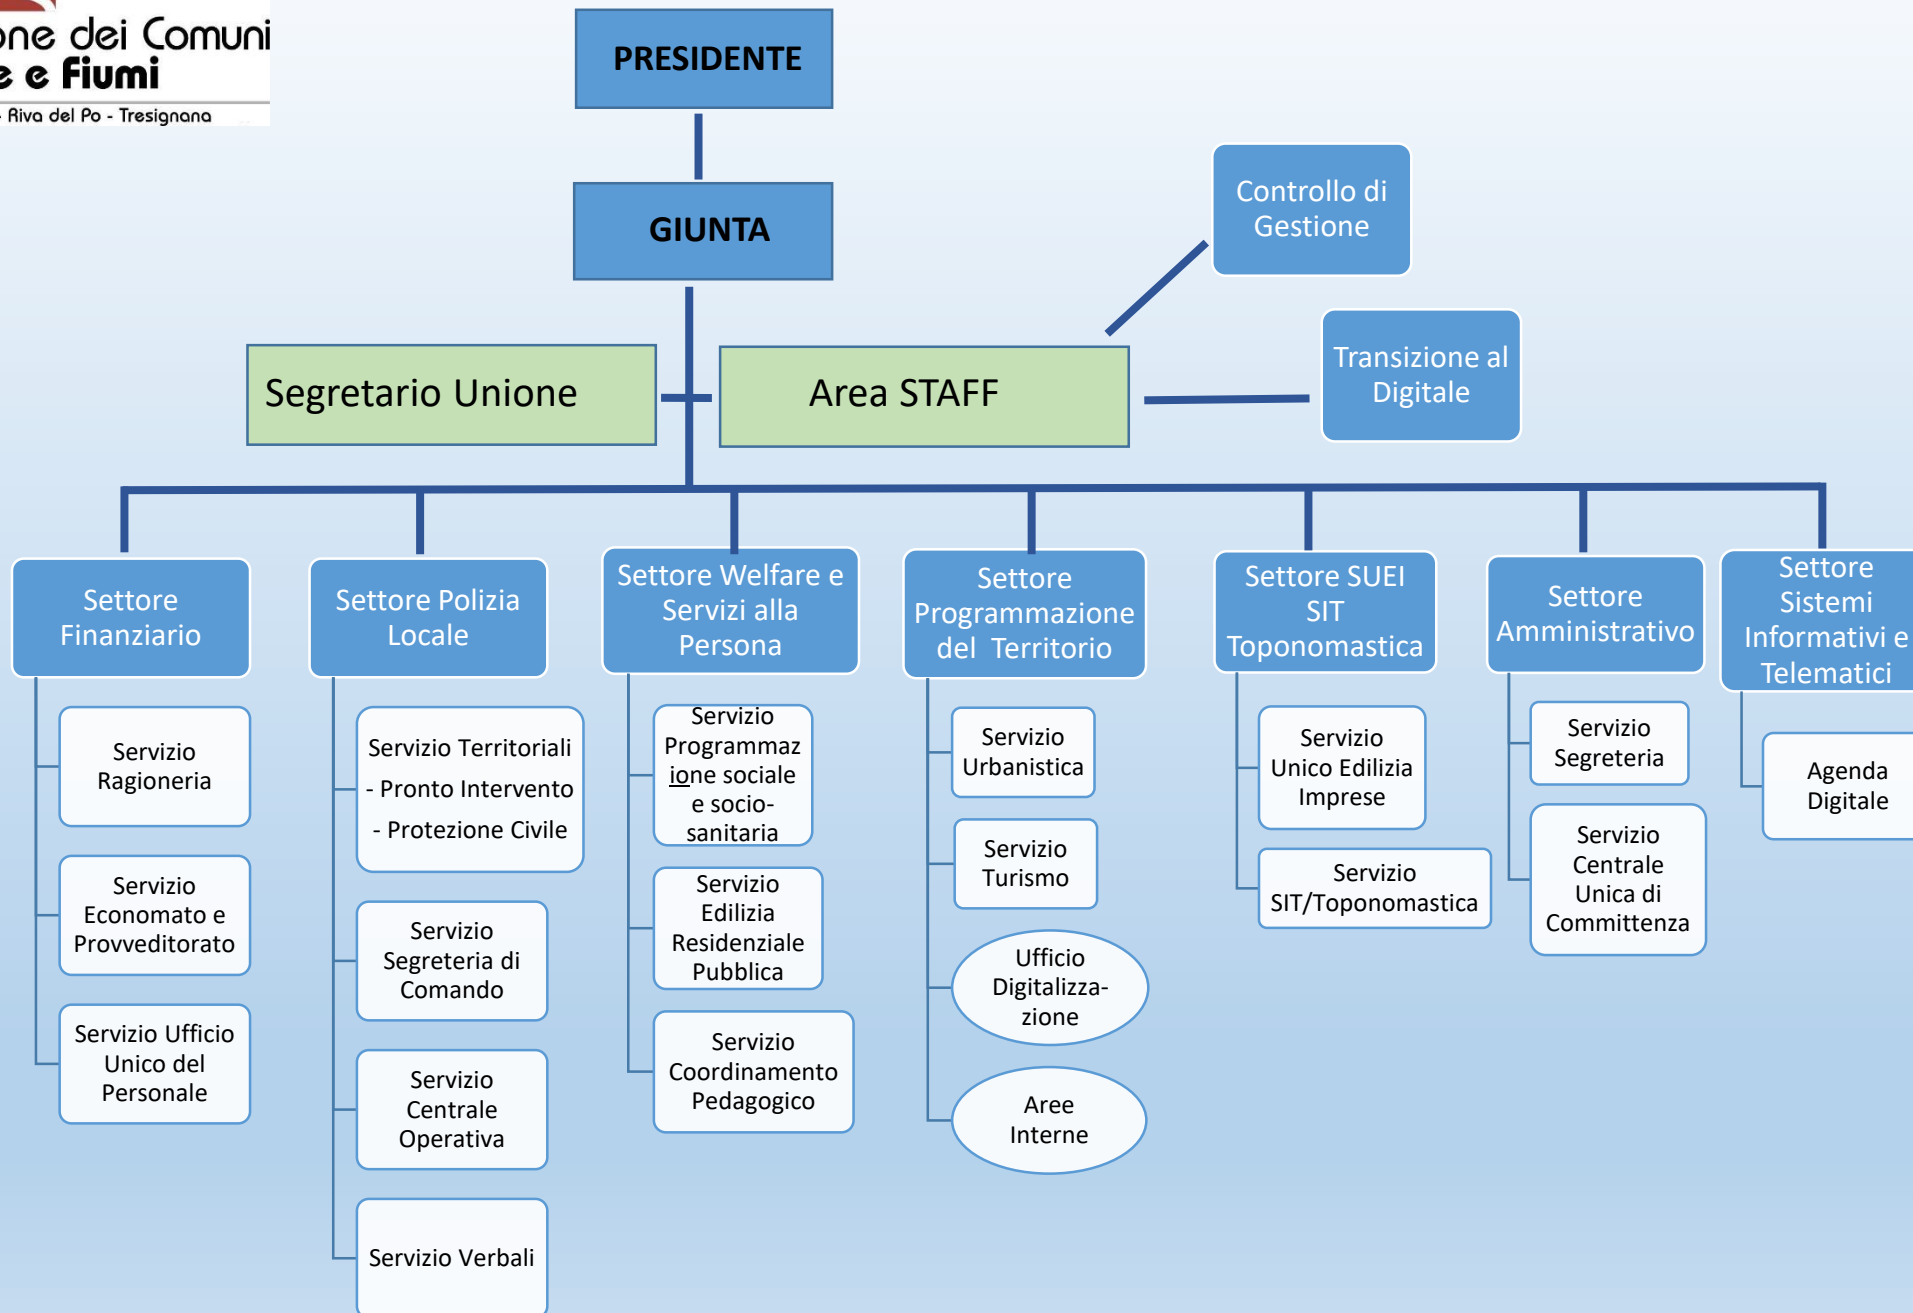 one dei Comuni
e e Fiumi
- Riva del Po - Tresignana
PRESIDENTE
GIUNTA
Controllo di
Gestione
Transizione al
Digitale
Segretario Unione
Area STAFF
Settore
Finanziario
Servizio
Ragioneria
Servizio
Economato e
Provveditorato
Servizio Ufficio
Unico del
Personale
Settore Polizia
Locale
Servizio Territoriali
- Pronto Intervento
- Protezione Civile
Servizio
Segreteria di
Comando
Servizio
Centrale
Operativa
Servizio Verbali
Settore Welfare e
Servizi alla
Persona
Servizio
Programmaz
ione sociale
e socio-
sanitaria
Servizio
Edilizia
Residenziale
Pubblica
Servizio
Coordinamento
Pedagogico
Settore
Programmazione
del Territorio
Servizio
Urbanistica
Servizio
Turismo
Ufficio
Digitalizza-
zione
Aree
Interne
Settore SUEI
SIT
Toponomastica
Servizio
Unico Edilizia
Imprese
Servizio
SIT/Toponomastica
Settore
Amministrativo
Servizio
Segreteria
Servizio
Centrale
Unica di
Committenza
Settore
Sistemi
Informativi e
Telematici
Agenda
Digitale